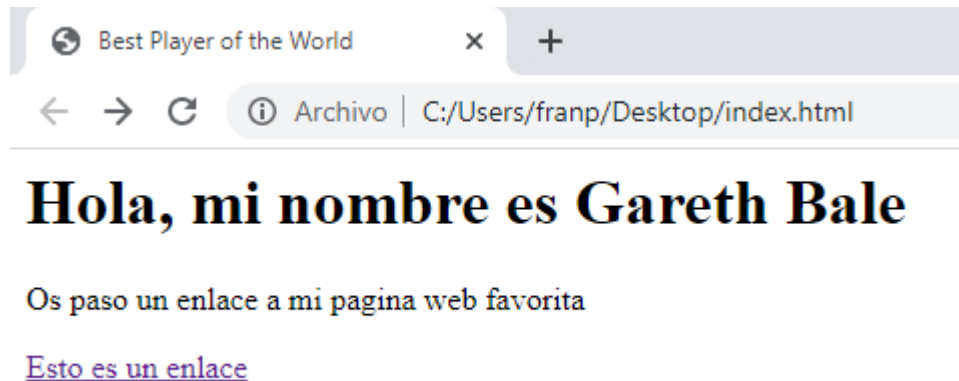 Best Player of the World
Archivo C:/Users/franp/Desktop/index.html
Hola, mi nombre es Gareth Bale
Os paso un enlace a mi pagina web favorita
Esto es un enlace